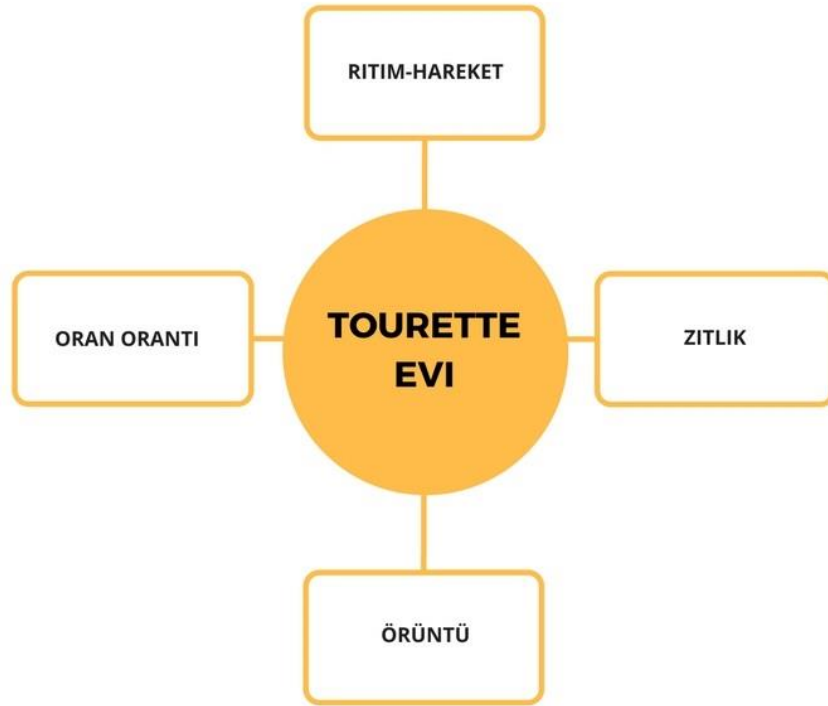 RITIM-HAREKET
ORAN ORANTI
TOURETTE
EVI
ZITLIK
ÖRÜNTÜ